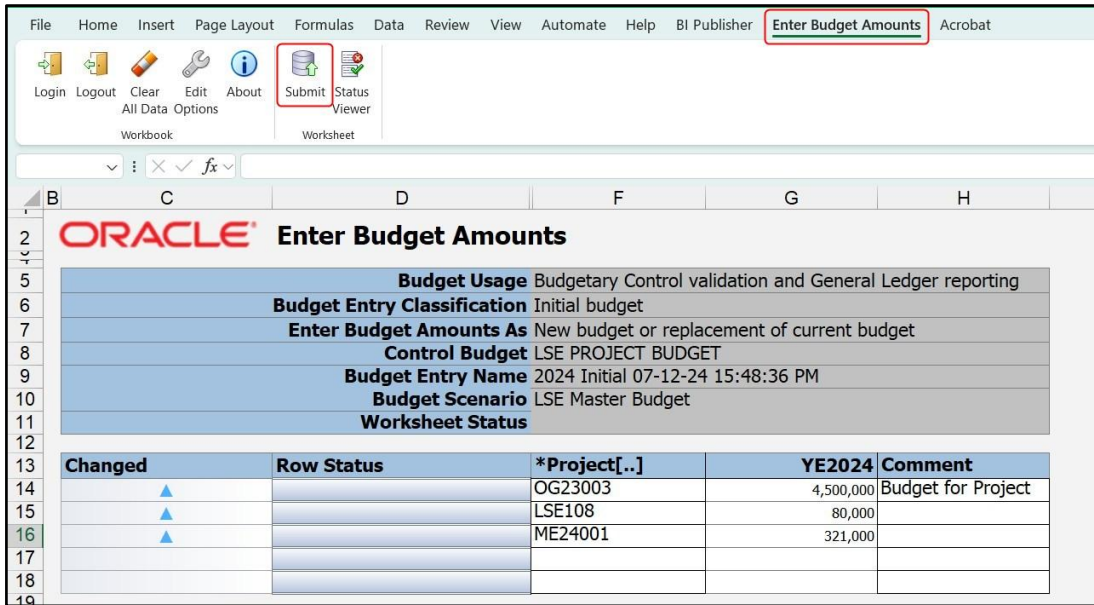 File Home Insert Page Layout Formulas Data Review View Automate Help BI Publisher Enter Budget Amounts Acrobat
Login Logout Clear All Data Edit Options About Submit Status Viewer
Workbook Worksheet
fx
B C D F G H
2 ORACLE Enter Budget Amounts
4
5 Budget Usage Budgetary Control validation and General Ledger reporting
6 Budget Entry Classification Initial budget
7 Enter Budget Amounts As New budget or replacement of current budget
8 Control Budget LSE PROJECT BUDGET
9 Budget Entry Name 2024 Initial 07-12-24 15:48:36 PM
10 Budget Scenario LSE Master Budget
11 Worksheet Status
12
13 Changed Row Status *Project[..] YE2024 Comment
14 OG23003 4,500,000 Budget for Project
15 LSE108 80,000
16 ME24001 321,000
17
18
19